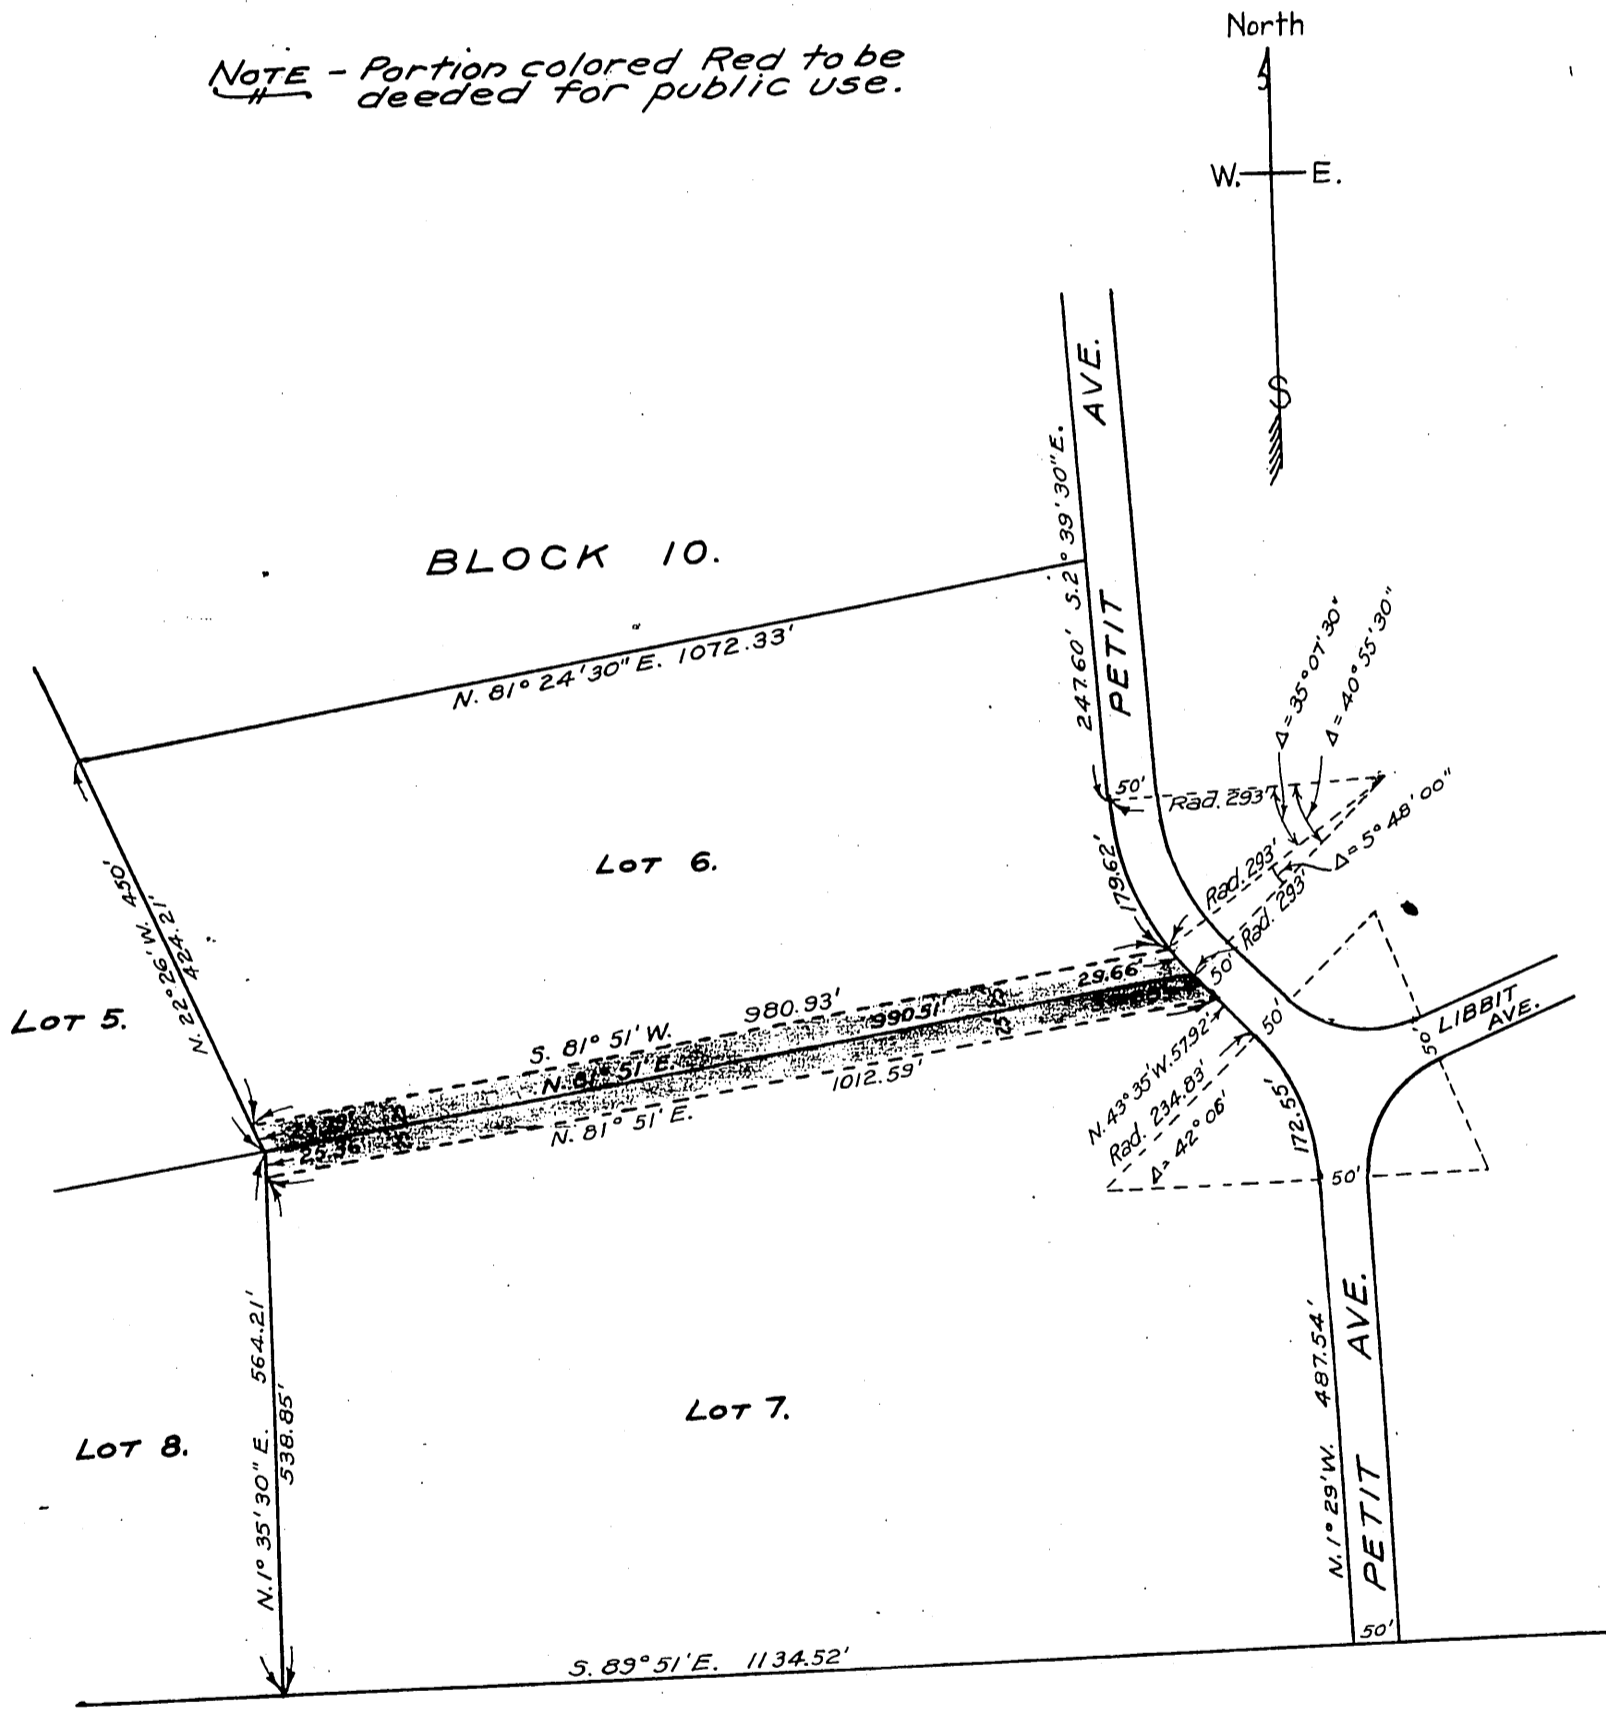 North
NOTE - Portion colored Red to be
deeded for public use.
W. E.
S
AVE.
PETIT
247.60' S.2° 39' 30" E.
BLOCK 10.
N. 81° 24' 30" E. 1072.33'
Δ = 35° 07' 30"
Δ = 40° 55' 30"
Δ = 5° 48' 00"
50'
Rad. 293'
Rad. 293'
Rad. 293'
179.62'
LOT 6.
N. 22° 26' W. 450'
424.21'
LOT 5.
S. 81° 51' W.
980.93'
29.66'
50'
N. 81° 51' E.
990.51'
25'
25'
25.36'
N. 81° 51' E.
1012.59'
50'
LIBBIT
AVE.
50'
N. 43° 35' W. 57.92'
Rad. 234.83'
Δ = 42° 06'
172.55'
50'
N. 1° 35' 30" E. 564.21'
538.85'
LOT 7.
LOT 8.
N. 1° 29' W. 487.54'
PETIT AVE.
50'
S. 89° 51' E. 1134.52'